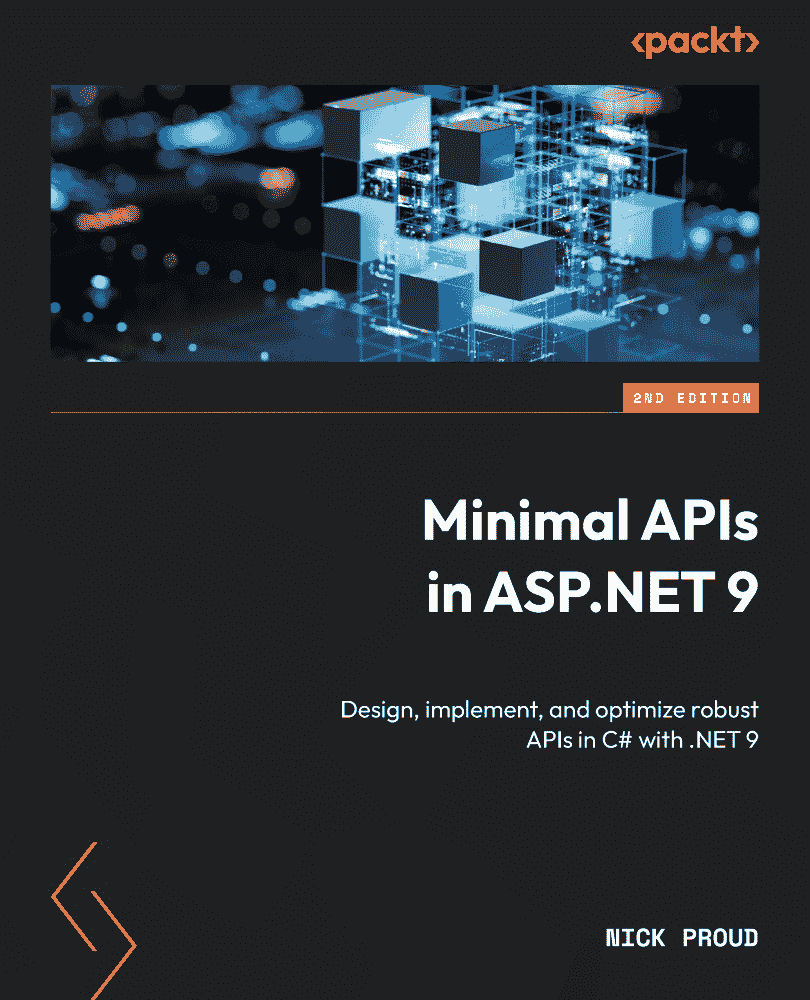 <packt>
2ND EDITION
Minimal APIs
in ASP.NET 9
Design, implement, and optimize robust
APIs in C# with .NET 9
NICK PROUD